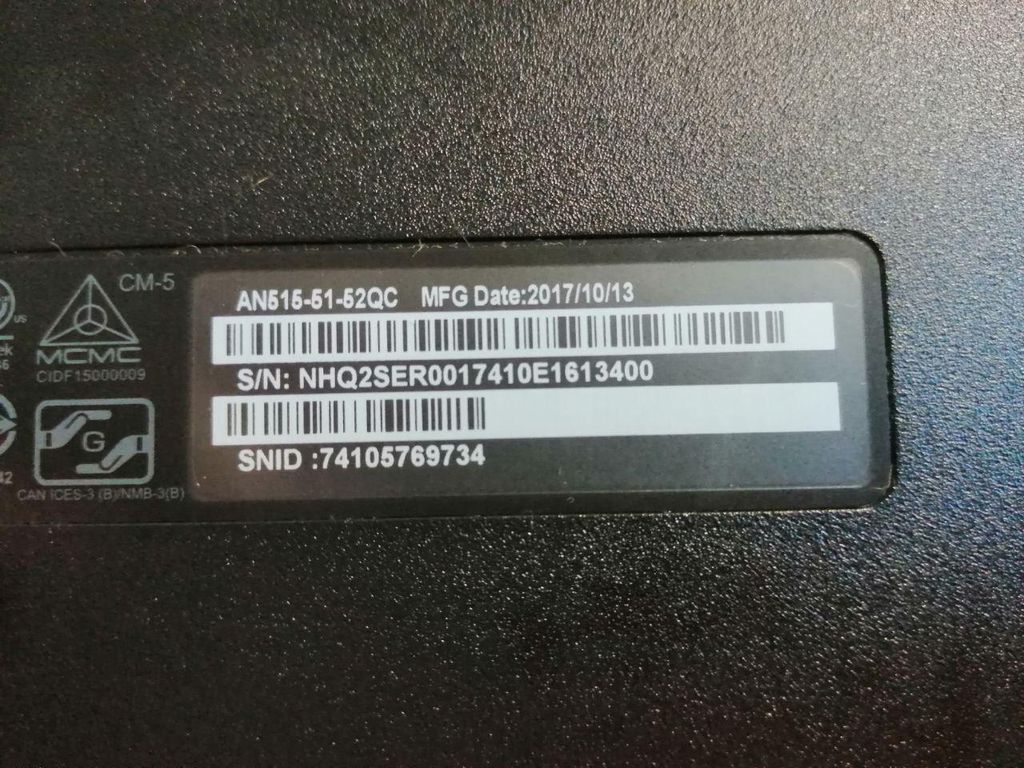 CM-5
US
MCMC
CIDF15000009
AN515-51-52QC MFG Date:2017/10/13
S/N: NHQ2SER0017410E1613400
G
SNID :74105769734
CAN ICES-3 (B)/NMB-3(B)